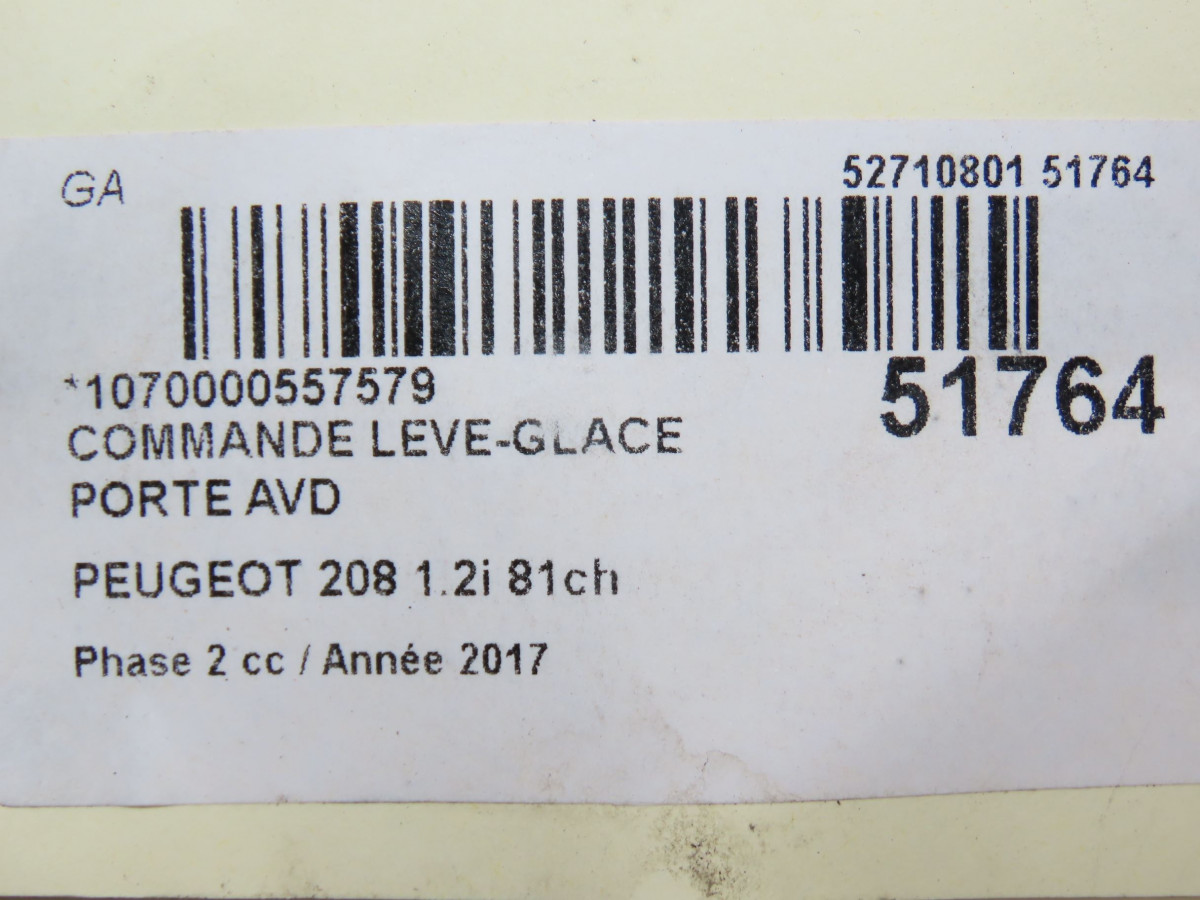 GA
52710801 51764
*1070000557579
51764
COMMANDE LEVE-GLACE
PORTE AVD
PEUGEOT 208 1.2i 81ch
Phase 2 cc / Année 2017